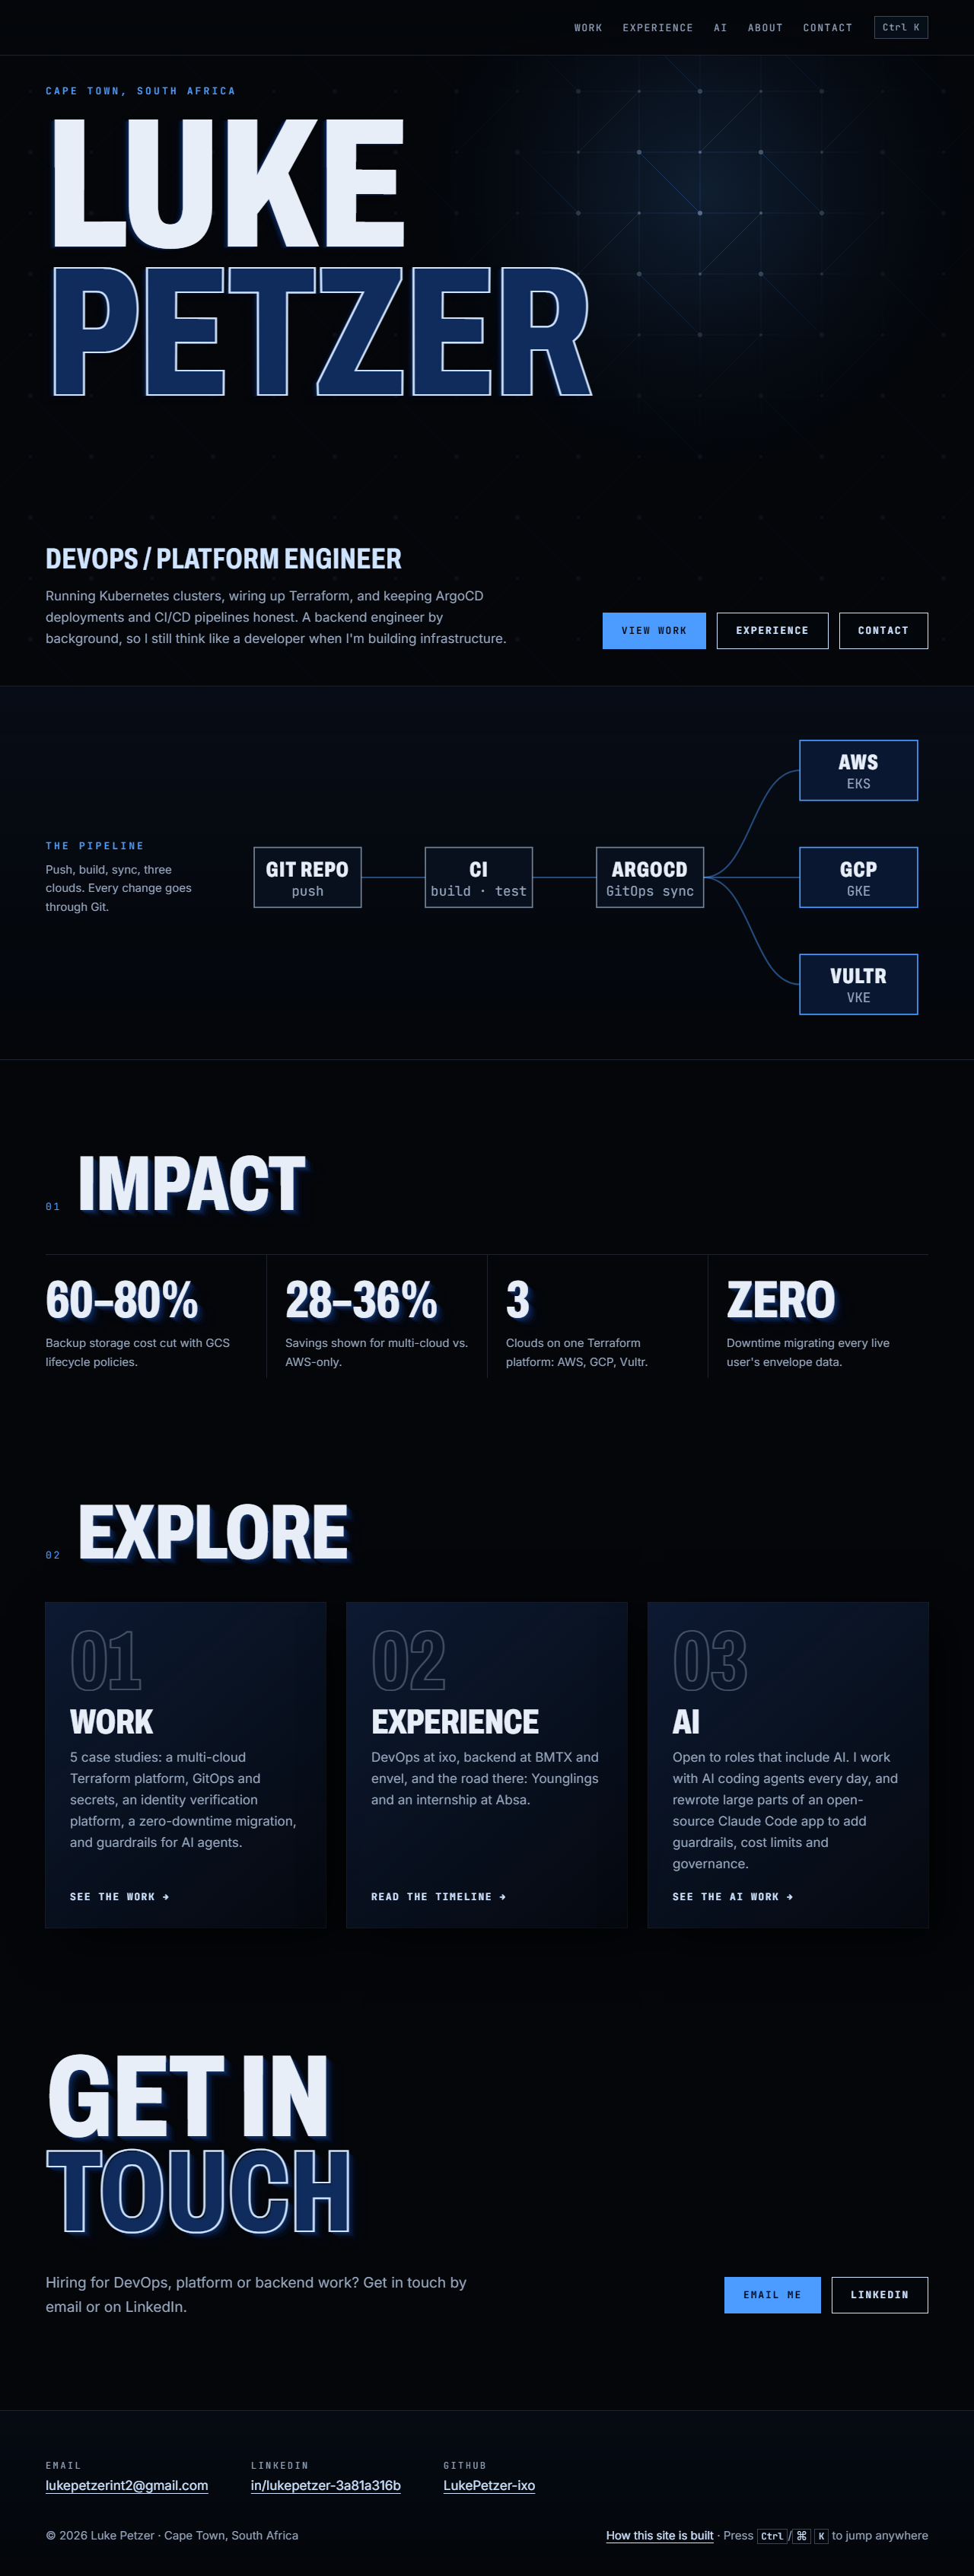 WORK EXPERIENCE AI ABOUT CONTACT Ctrl K
CAPE TOWN, SOUTH AFRICA
LUKE
PETZER
DEVOPS / PLATFORM ENGINEER
Running Kubernetes clusters, wiring up Terraform, and keeping ArgoCD
deployments and CI/CD pipelines honest. A backend engineer by
background, so I still think like a developer when I'm building infrastructure.
VIEW WORK EXPERIENCE CONTACT
THE PIPELINE
Push, build, sync, three
clouds. Every change goes
through Git.
GIT REPO
push
CI
build · test
ARGOCD
GitOps sync
AWS
EKS
GCP
GKE
VULTR
VKE
01 IMPACT
60–80%
Backup storage cost cut with GCS
lifecycle policies.
28–36%
Savings shown for multi-cloud vs.
AWS-only.
3
Clouds on one Terraform
platform: AWS, GCP, Vultr.
ZERO
Downtime migrating every live
user's envelope data.
02 EXPLORE
01
WORK
5 case studies: a multi-cloud
Terraform platform, GitOps and
secrets, an identity verification
platform, a zero-downtime migration,
and guardrails for AI agents.
SEE THE WORK →
02
EXPERIENCE
DevOps at ixo, backend at BMTX and
envel, and the road there: Younglings
and an internship at Absa.
READ THE TIMELINE →
03
AI
Open to roles that include AI. I work
with AI coding agents every day, and
rewrote large parts of an open-
source Claude Code app to add
guardrails, cost limits and
governance.
SEE THE AI WORK →
GET IN
TOUCH
Hiring for DevOps, platform or backend work? Get in touch by
email or on LinkedIn.
EMAIL ME LINKEDIN
EMAIL
lukepetzerint2@gmail.com
LINKEDIN
in/lukepetzer-3a81a316b
GITHUB
LukePetzer-ixo
© 2026 Luke Petzer · Cape Town, South Africa
How this site is built · Press Ctrl/⌘ K to jump anywhere